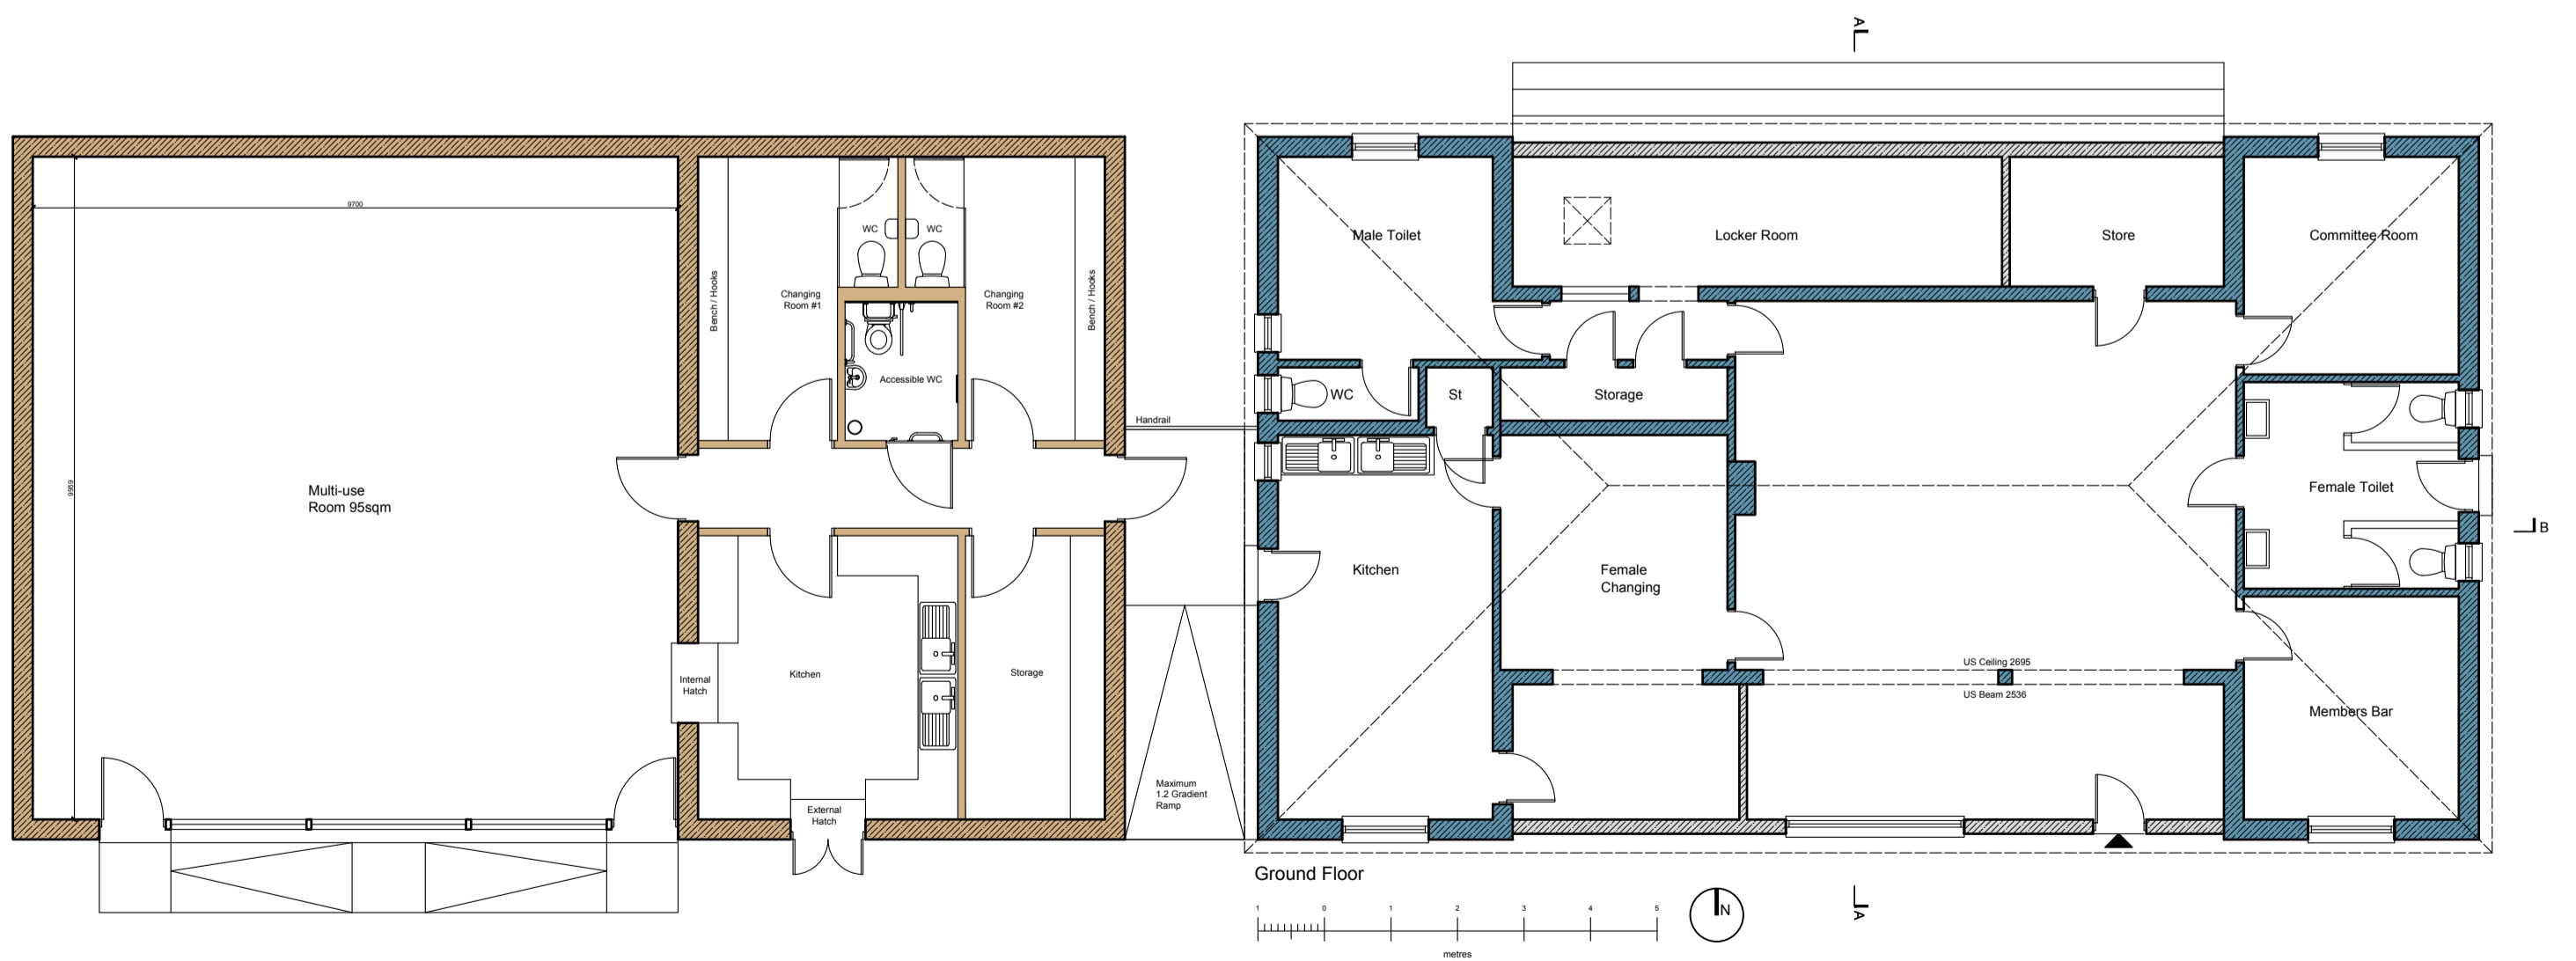 A
9700
9959
Multi-use
Room 95sqm
Bench / Hooks
Changing
Room #1
WC
WC
Changing
Room #2
Bench / Hooks
Accessible WC
Internal
Hatch
Kitchen
Storage
External
Hatch
Handrail
Maximum
1.2 Gradient
Ramp
Male Toilet
Locker Room
Store
Committee Room
WC
St
Storage
Kitchen
Female
Changing
Female Toilet
B
US Ceiling 2695
US Beam 2536
Members Bar
Ground Floor
1 0 1 2 3 4 5
metres
N
A